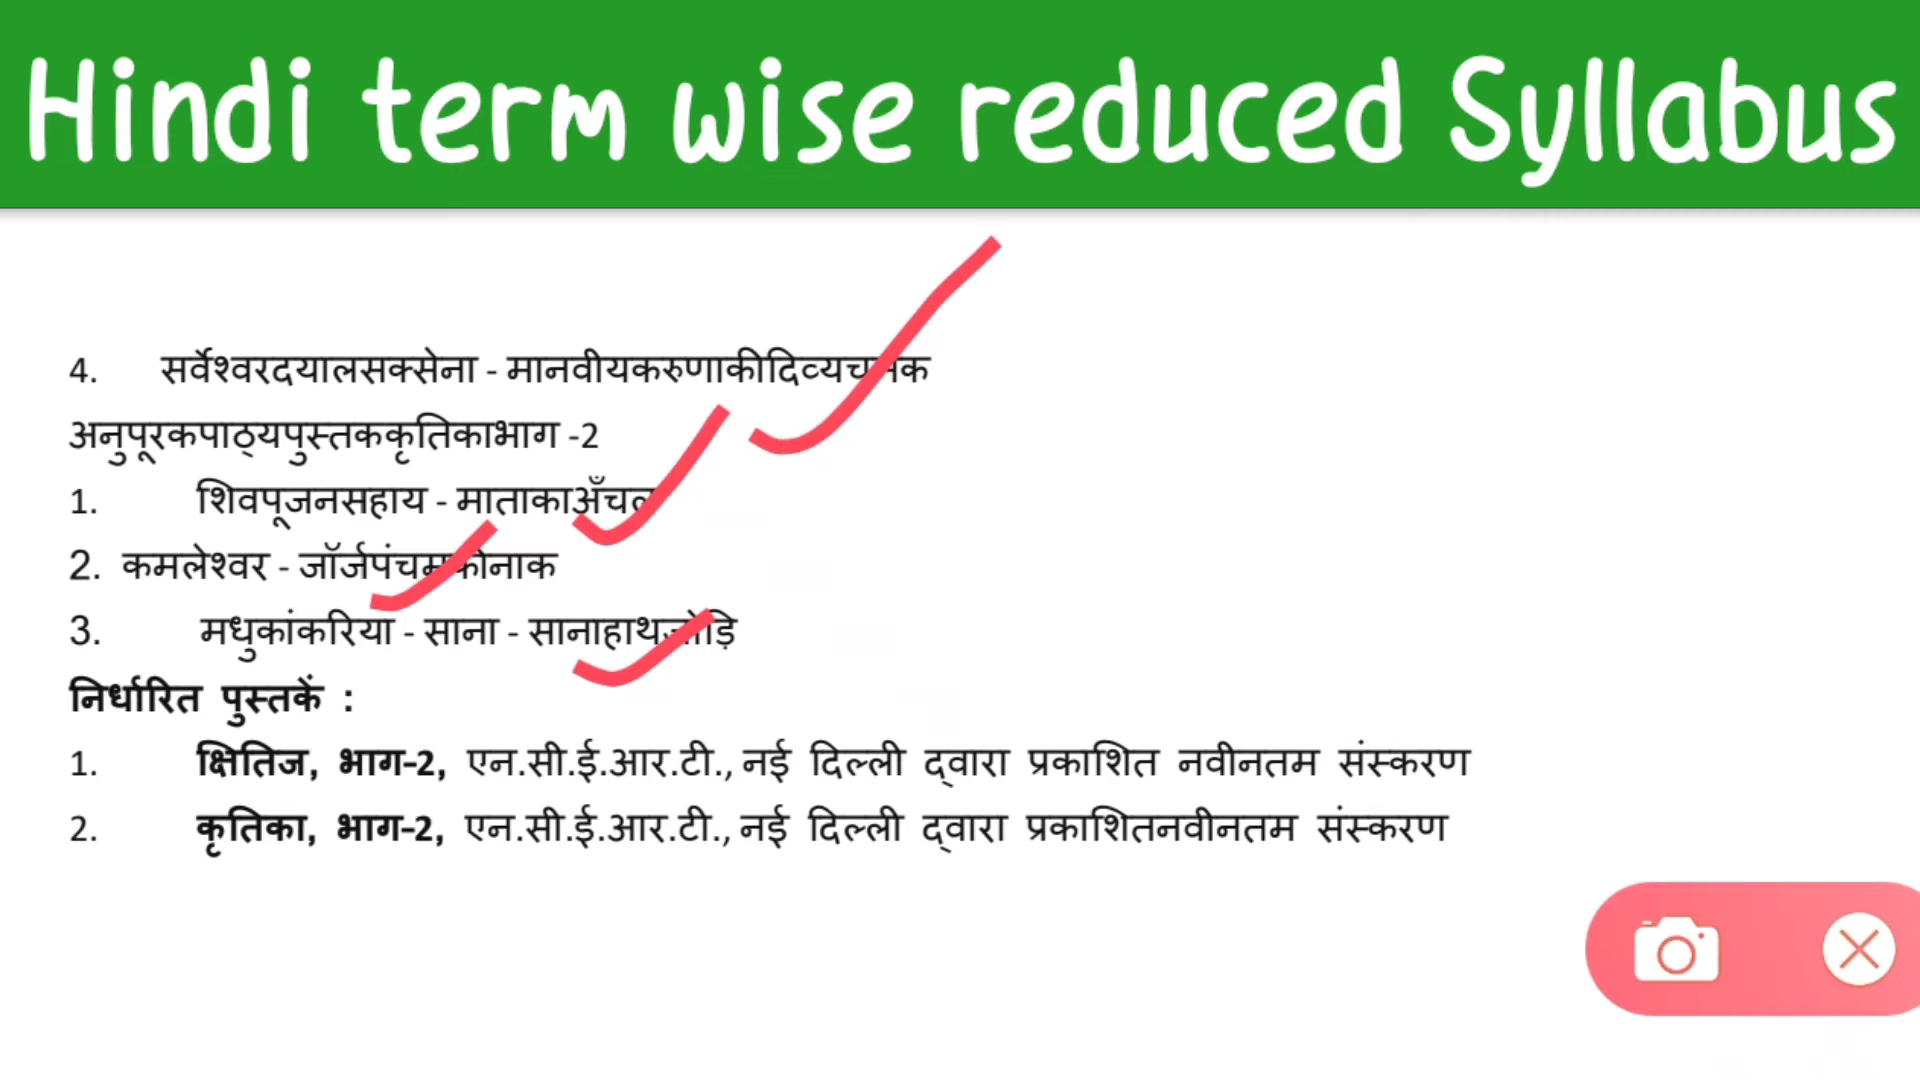 Hindi term wise reduced Syllabus
4. सर्वेश्वरदयालसक्सेना - मानवीयकरुणाकीदिव्यचमक
अनुपूरकपाठ्यपुस्तककृतिकाभाग -2
1. शिवपूजनसहाय - माताकाअँचल
2. कमलेश्वर - जॉर्जपंचमकीनाक
3. मधुकांकरिया - साना - सानाहाथजोड़ि
निर्धारित पुस्तकें :
1. क्षितिज, भाग-2, एन.सी.ई.आर.टी., नई दिल्ली द्वारा प्रकाशित नवीनतम संस्करण
2. कृतिका, भाग-2, एन.सी.ई.आर.टी., नई दिल्ली द्वारा प्रकाशितनवीनतम संस्करण